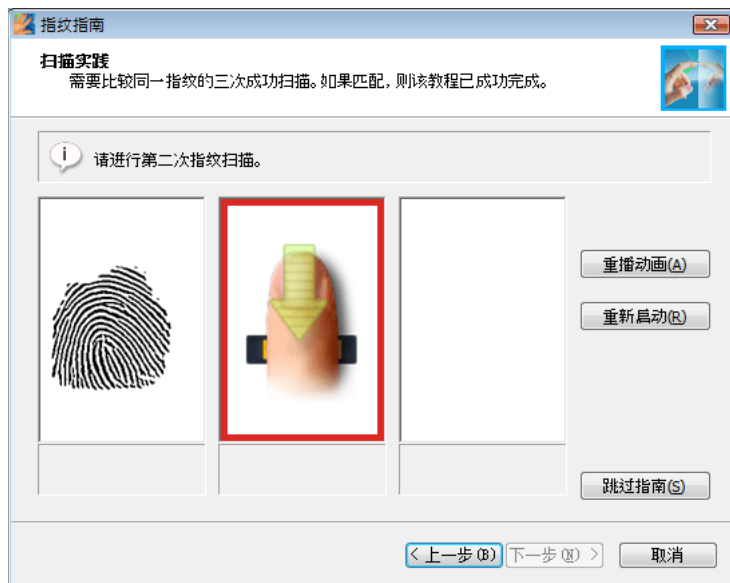 指纹指南
扫描实践
需要比较同一指纹的三次成功扫描。如果匹配，则该教程已成功完成。
请进行第二次指纹扫描。
重播动画(A)
重新启动(R)
跳过指南(S)
< 上一步(B)
下一步(N) >
取消